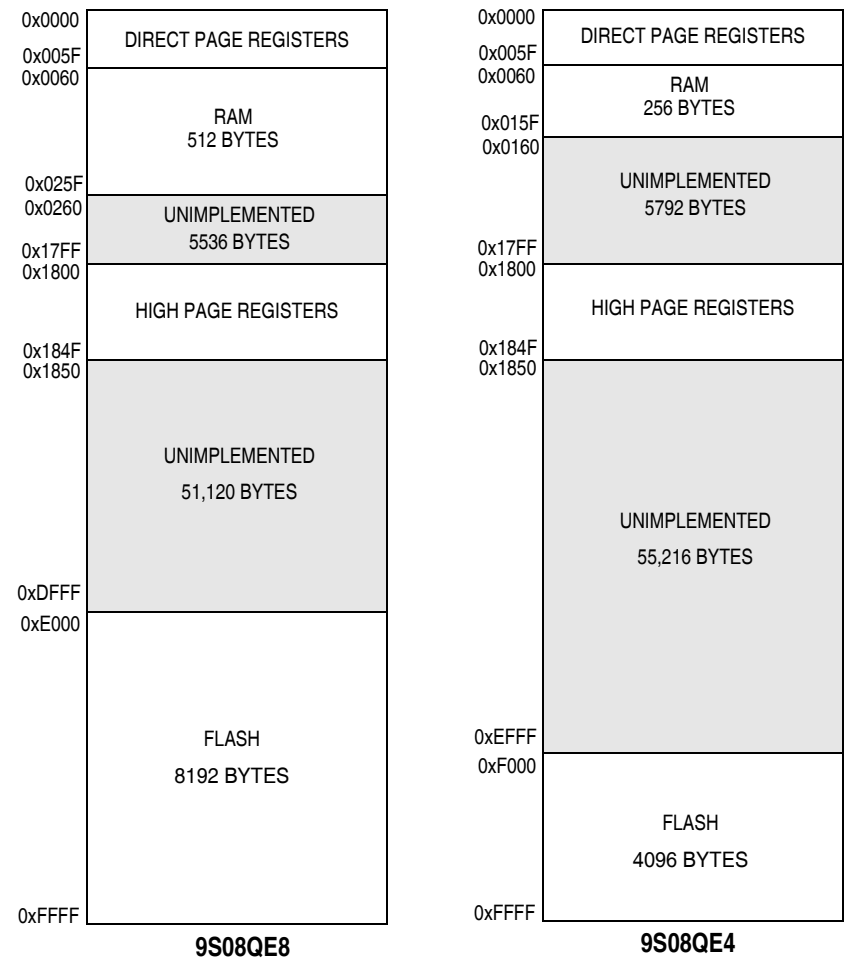 0x0000
DIRECT PAGE REGISTERS
0x005F
0x0060
RAM
512 BYTES
0x025F
0x0260
UNIMPLEMENTED
5536 BYTES
0x17FF
0x1800
HIGH PAGE REGISTERS
0x184F
0x1850
UNIMPLEMENTED
51,120 BYTES
0xDFFF
0xE000
FLASH
8192 BYTES
0xFFFF
9S08QE8
0x0000
DIRECT PAGE REGISTERS
0x005F
0x0060
RAM
256 BYTES
0x015F
0x0160
UNIMPLEMENTED
5792 BYTES
0x17FF
0x1800
HIGH PAGE REGISTERS
0x184F
0x1850
UNIMPLEMENTED
55,216 BYTES
0xEFFF
0xF000
FLASH
4096 BYTES
0xFFFF
9S08QE4